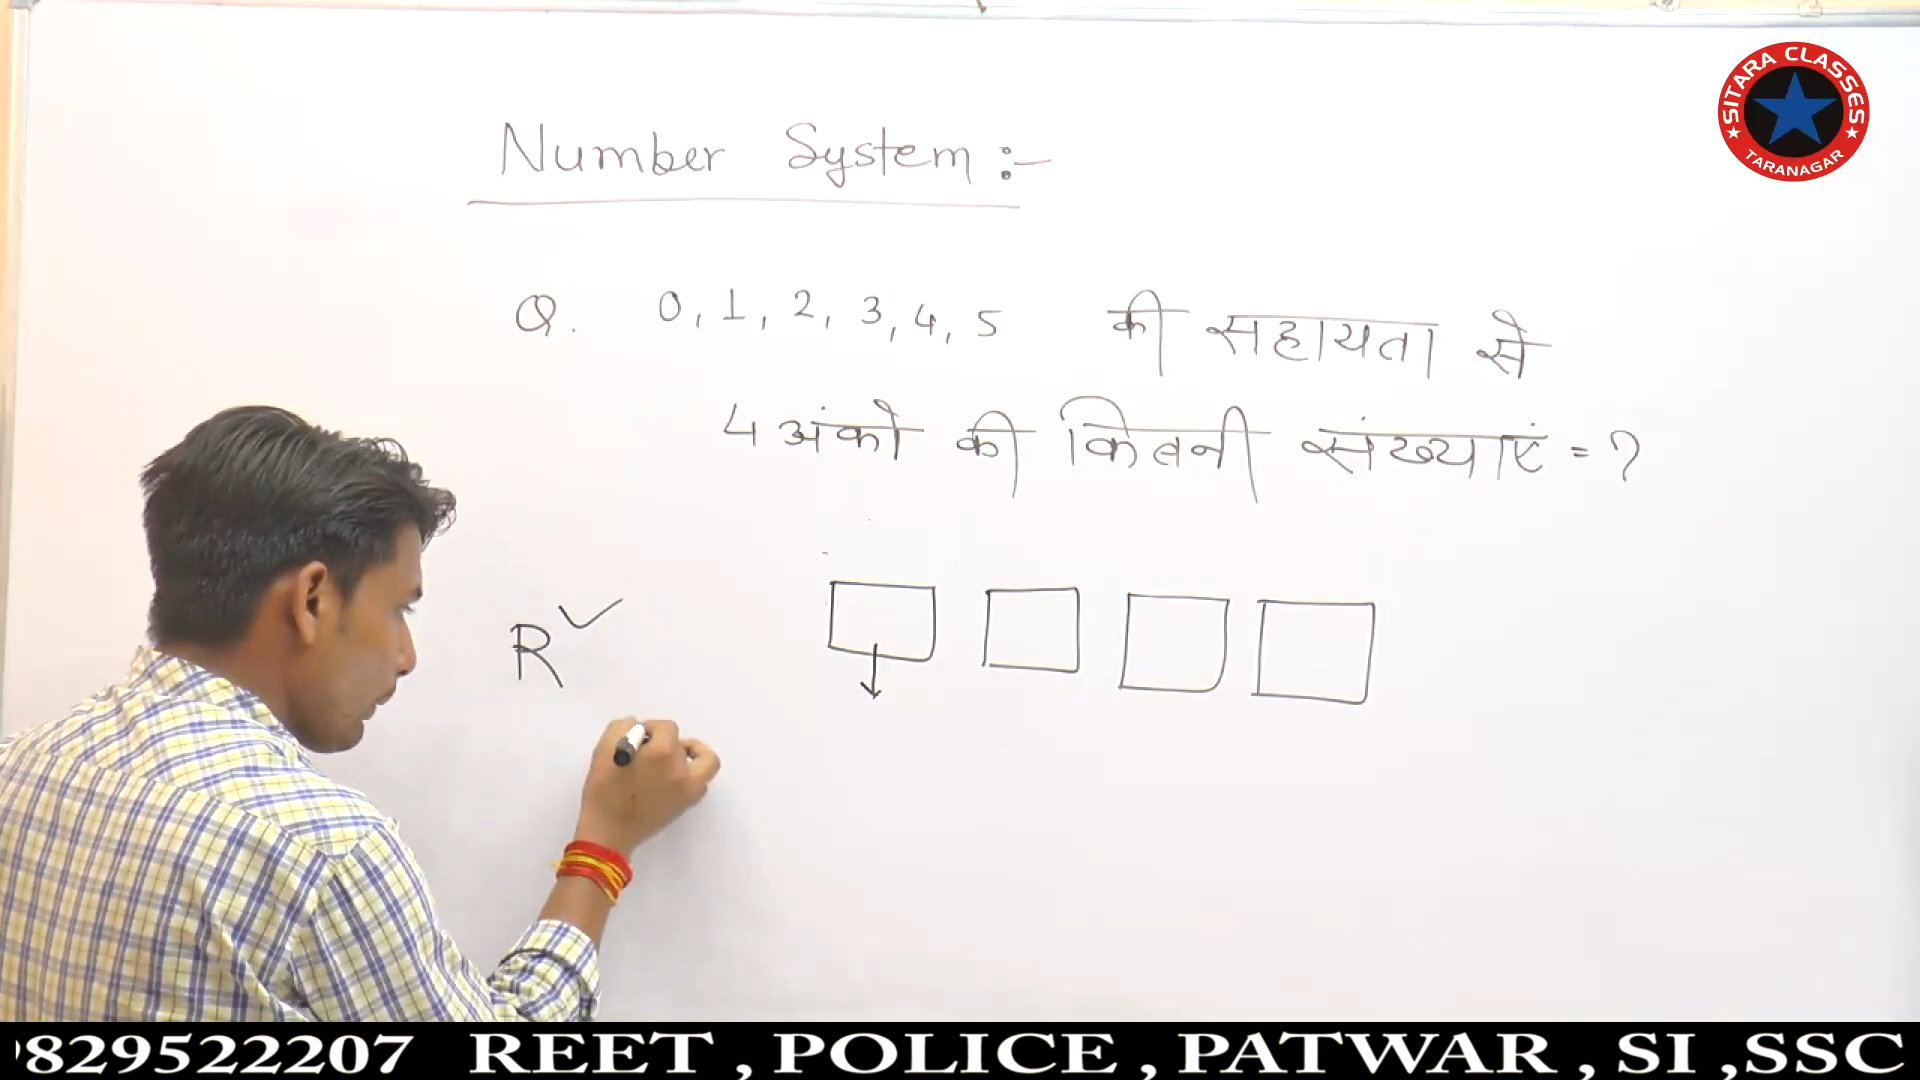 SITARA CLASSES
TARANAGAR
Number System :-
Q. 0, 1, 2, 3, 4, 5 की सहायता से
4 अंको की कितनी संख्याएं = ?
R ✓
829522207 REET , POLICE , PATWAR , SI ,SSC